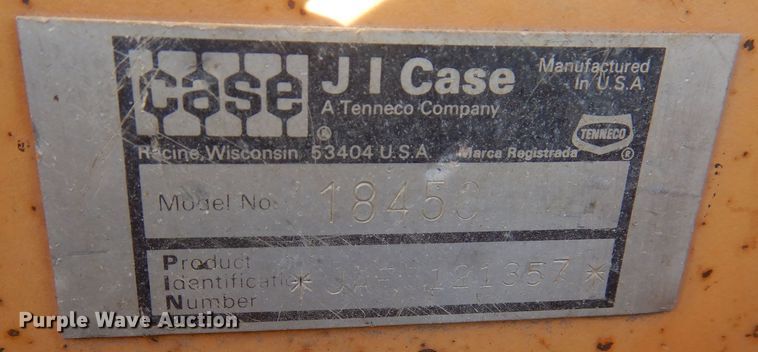 case
J I Case
A Tenneco Company
Manufactured
In U.S.A.
TENNECO
Racine, Wisconsin 53404 U.S.A. Marca Registrada ®
Model No. 1845C
Product
Identification
Number
* 121357 *
Purple Wave Auction